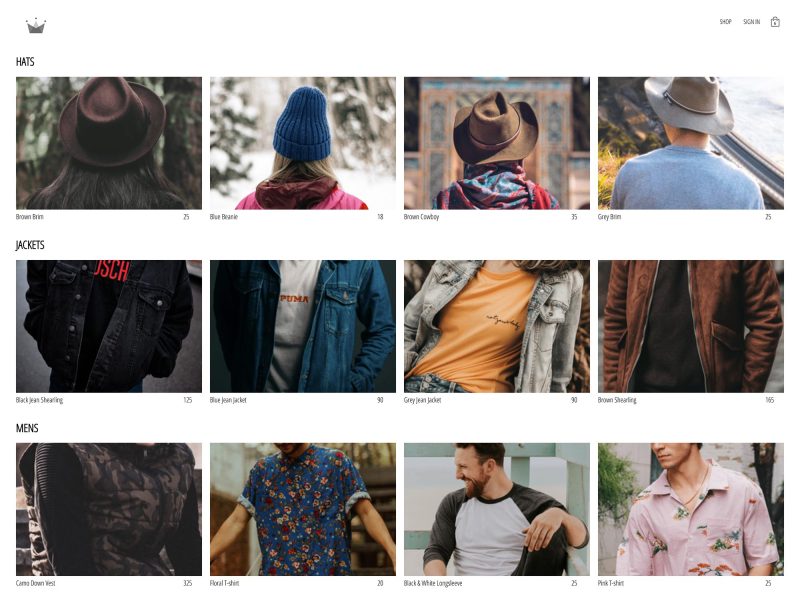 SHOP SIGN IN
HATS
Brown Brim 25 Blue Beanie 18 Brown Cowboy 35 Grey Brim 25
JACKETS
PUMA
Black Jean Shearling 125 Blue Jean Jacket 90 Grey Jean Jacket 90 Brown Shearling 165
MENS
Camo Down Vest 325 Floral T-shirt 20 Black & White Longsleeve 25 Pink T-shirt 25